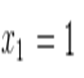 x₁ = 1